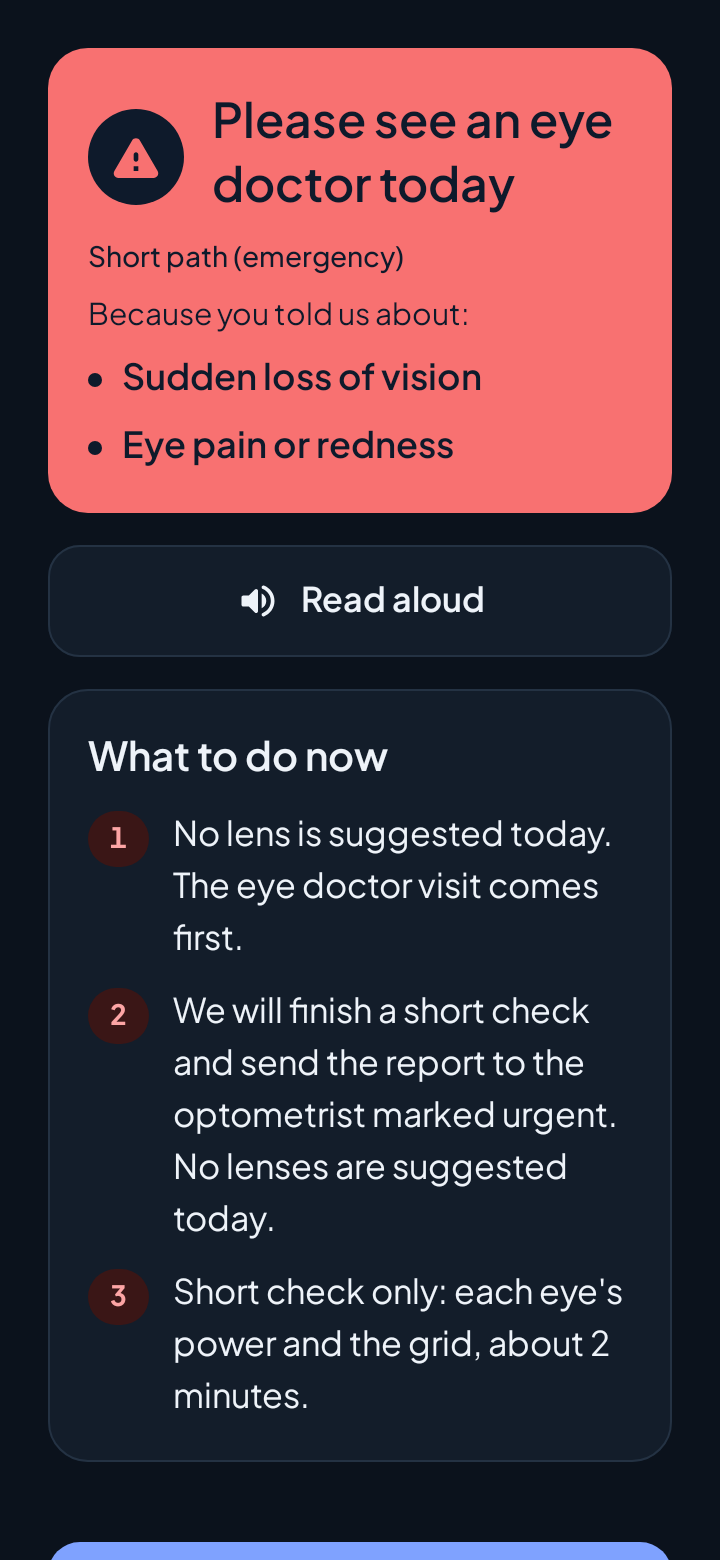 Please see an eye
doctor today
Short path (emergency)
Because you told us about:
• Sudden loss of vision
• Eye pain or redness
Read aloud
What to do now
1 No lens is suggested today.
The eye doctor visit comes
first.
2 We will finish a short check
and send the report to the
optometrist marked urgent.
No lenses are suggested
today.
3 Short check only: each eye's
power and the grid, about 2
minutes.